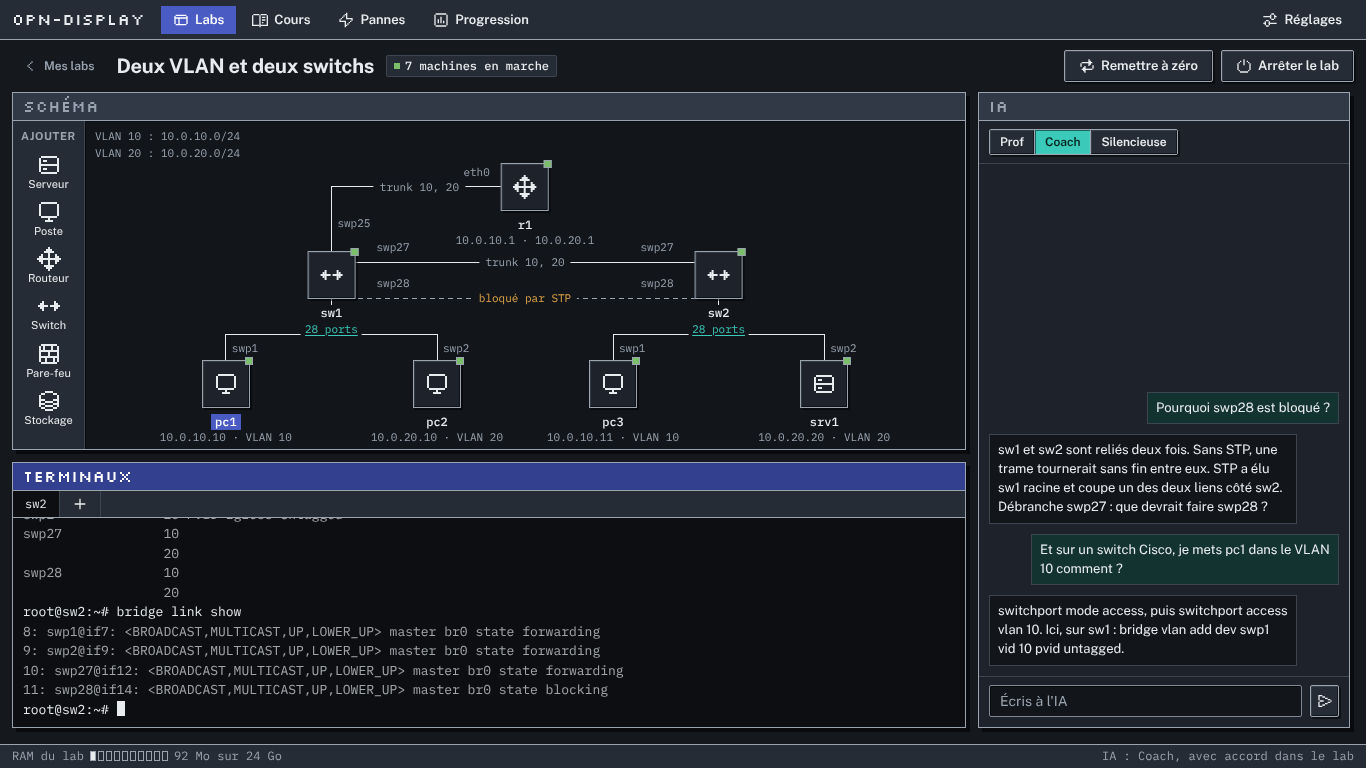 OPN-DISPLAY
Labs
Cours
Pannes
Progression
Réglages
Mes labs
Deux VLAN et deux switchs
7 machines en marche
Remettre à zéro
Arrêter le lab
SCHÉMA
AJOUTER
Serveur
Poste
Routeur
Switch
Pare-feu
Stockage
VLAN 10 : 10.0.10.0/24
VLAN 20 : 10.0.20.0/24
eth0
trunk 10, 20
r1
swp25
10.0.10.1 · 10.0.20.1
swp27
swp27
trunk 10, 20
swp28
swp28
bloqué par STP
sw1
sw2
28 ports
28 ports
swp1
swp2
swp1
swp2
pc1
pc2
pc3
srv1
10.0.10.10 · VLAN 10
10.0.20.10 · VLAN 20
10.0.10.11 · VLAN 10
10.0.20.20 · VLAN 20
TERMINAUX
sw2
+
swp27 10
20
swp28 10
20
root@sw2:~# bridge link show
8: swp1@if7: <BROADCAST,MULTICAST,UP,LOWER_UP> master br0 state forwarding
9: swp2@if9: <BROADCAST,MULTICAST,UP,LOWER_UP> master br0 state forwarding
10: swp27@if12: <BROADCAST,MULTICAST,UP,LOWER_UP> master br0 state forwarding
11: swp28@if14: <BROADCAST,MULTICAST,UP,LOWER_UP> master br0 state blocking
root@sw2:~#
IA
Prof
Coach
Silencieuse
Pourquoi swp28 est bloqué ?
sw1 et sw2 sont reliés deux fois. Sans STP, une
trame tournerait sans fin entre eux. STP a élu
sw1 racine et coupe un des deux liens côté sw2.
Débranche swp27 : que devrait faire swp28 ?
Et sur un switch Cisco, je mets pc1 dans le VLAN
10 comment ?
switchport mode access, puis switchport access
vlan 10. Ici, sur sw1 : bridge vlan add dev swp1
vid 10 pvid untagged.
Écris à l'IA
RAM du lab
92 Mo sur 24 Go
IA : Coach, avec accord dans le lab